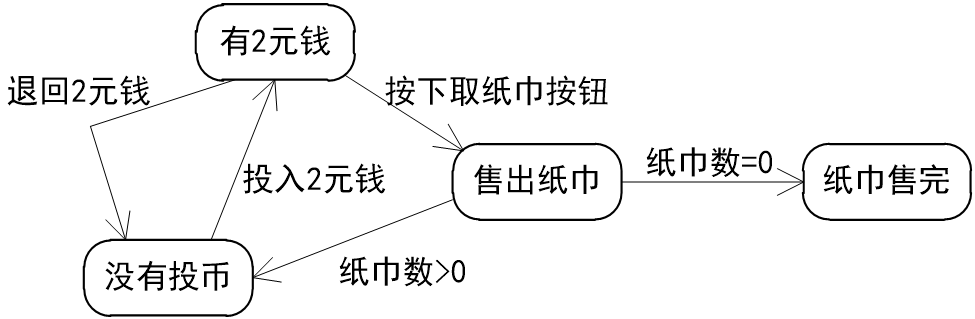 有2元钱
退回2元钱
按下取纸巾按钮
投入2元钱
售出纸巾
纸巾数=0
纸巾售完
没有投币
纸巾数>0